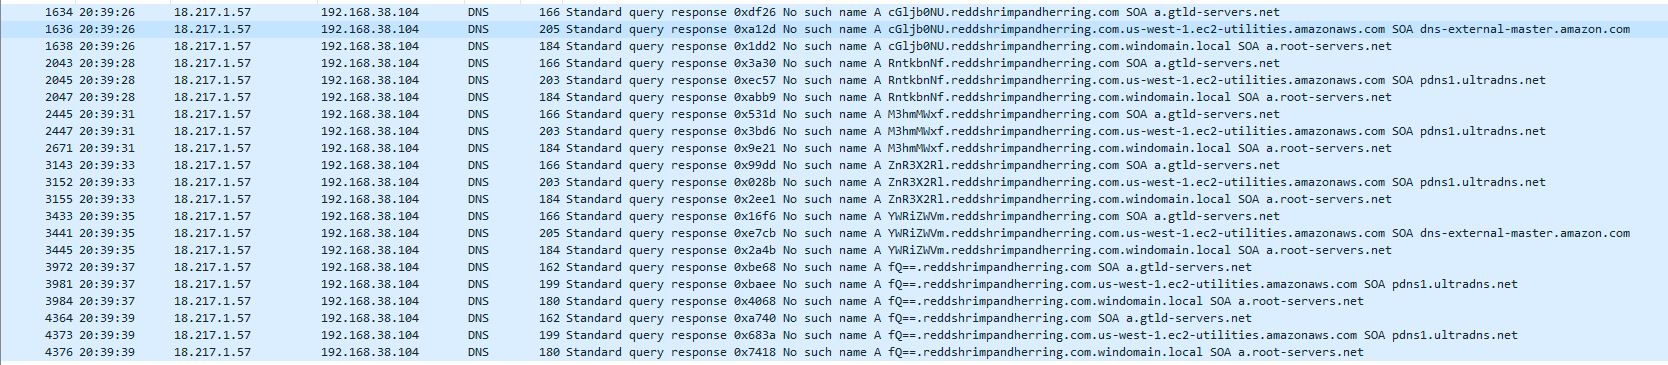 1634 20:39:26 18.217.1.57 192.168.38.104 DNS 166 Standard query response 0xdf26 No such name A cGljb0NU.reddshrimpandherring.com SOA a.gtld-servers.net
1636 20:39:26 18.217.1.57 192.168.38.104 DNS 205 Standard query response 0xa12d No such name A cGljb0NU.reddshrimpandherring.com.us-west-1.ec2-utilities.amazonaws.com SOA dns-external-master.amazon.com
1638 20:39:26 18.217.1.57 192.168.38.104 DNS 184 Standard query response 0x1dd2 No such name A cGljb0NU.reddshrimpandherring.com.windomain.local SOA a.root-servers.net
2043 20:39:28 18.217.1.57 192.168.38.104 DNS 166 Standard query response 0x3a30 No such name A RntkbnNf.reddshrimpandherring.com SOA a.gtld-servers.net
2045 20:39:28 18.217.1.57 192.168.38.104 DNS 203 Standard query response 0xec57 No such name A RntkbnNf.reddshrimpandherring.com.us-west-1.ec2-utilities.amazonaws.com SOA pdns1.ultradns.net
2047 20:39:28 18.217.1.57 192.168.38.104 DNS 184 Standard query response 0xabb9 No such name A RntkbnNf.reddshrimpandherring.com.windomain.local SOA a.root-servers.net
2445 20:39:31 18.217.1.57 192.168.38.104 DNS 166 Standard query response 0x531d No such name A M3hmMWxf.reddshrimpandherring.com SOA a.gtld-servers.net
2447 20:39:31 18.217.1.57 192.168.38.104 DNS 203 Standard query response 0x3bd6 No such name A M3hmMWxf.reddshrimpandherring.com.us-west-1.ec2-utilities.amazonaws.com SOA pdns1.ultradns.net
2671 20:39:31 18.217.1.57 192.168.38.104 DNS 184 Standard query response 0x9e21 No such name A M3hmMWxf.reddshrimpandherring.com.windomain.local SOA a.root-servers.net
3143 20:39:33 18.217.1.57 192.168.38.104 DNS 166 Standard query response 0x99dd No such name A ZnR3X2Rl.reddshrimpandherring.com SOA a.gtld-servers.net
3152 20:39:33 18.217.1.57 192.168.38.104 DNS 203 Standard query response 0x028b No such name A ZnR3X2Rl.reddshrimpandherring.com.us-west-1.ec2-utilities.amazonaws.com SOA pdns1.ultradns.net
3155 20:39:33 18.217.1.57 192.168.38.104 DNS 184 Standard query response 0x2ee1 No such name A ZnR3X2Rl.reddshrimpandherring.com.windomain.local SOA a.root-servers.net
3433 20:39:35 18.217.1.57 192.168.38.104 DNS 166 Standard query response 0x16f6 No such name A YWRiZWVm.reddshrimpandherring.com SOA a.gtld-servers.net
3441 20:39:35 18.217.1.57 192.168.38.104 DNS 205 Standard query response 0xe7cb No such name A YWRiZWVm.reddshrimpandherring.com.us-west-1.ec2-utilities.amazonaws.com SOA dns-external-master.amazon.com
3445 20:39:35 18.217.1.57 192.168.38.104 DNS 184 Standard query response 0x2a4b No such name A YWRiZWVm.reddshrimpandherring.com.windomain.local SOA a.root-servers.net
3972 20:39:37 18.217.1.57 192.168.38.104 DNS 162 Standard query response 0xbe68 No such name A fQ==.reddshrimpandherring.com SOA a.gtld-servers.net
3981 20:39:37 18.217.1.57 192.168.38.104 DNS 199 Standard query response 0xbaee No such name A fQ==.reddshrimpandherring.com.us-west-1.ec2-utilities.amazonaws.com SOA pdns1.ultradns.net
3984 20:39:37 18.217.1.57 192.168.38.104 DNS 180 Standard query response 0x4068 No such name A fQ==.reddshrimpandherring.com.windomain.local SOA a.root-servers.net
4364 20:39:39 18.217.1.57 192.168.38.104 DNS 162 Standard query response 0xa740 No such name A fQ==.reddshrimpandherring.com SOA a.gtld-servers.net
4373 20:39:39 18.217.1.57 192.168.38.104 DNS 199 Standard query response 0x683a No such name A fQ==.reddshrimpandherring.com.us-west-1.ec2-utilities.amazonaws.com SOA pdns1.ultradns.net
4376 20:39:39 18.217.1.57 192.168.38.104 DNS 180 Standard query response 0x7418 No such name A fQ==.reddshrimpandherring.com.windomain.local SOA a.root-servers.net